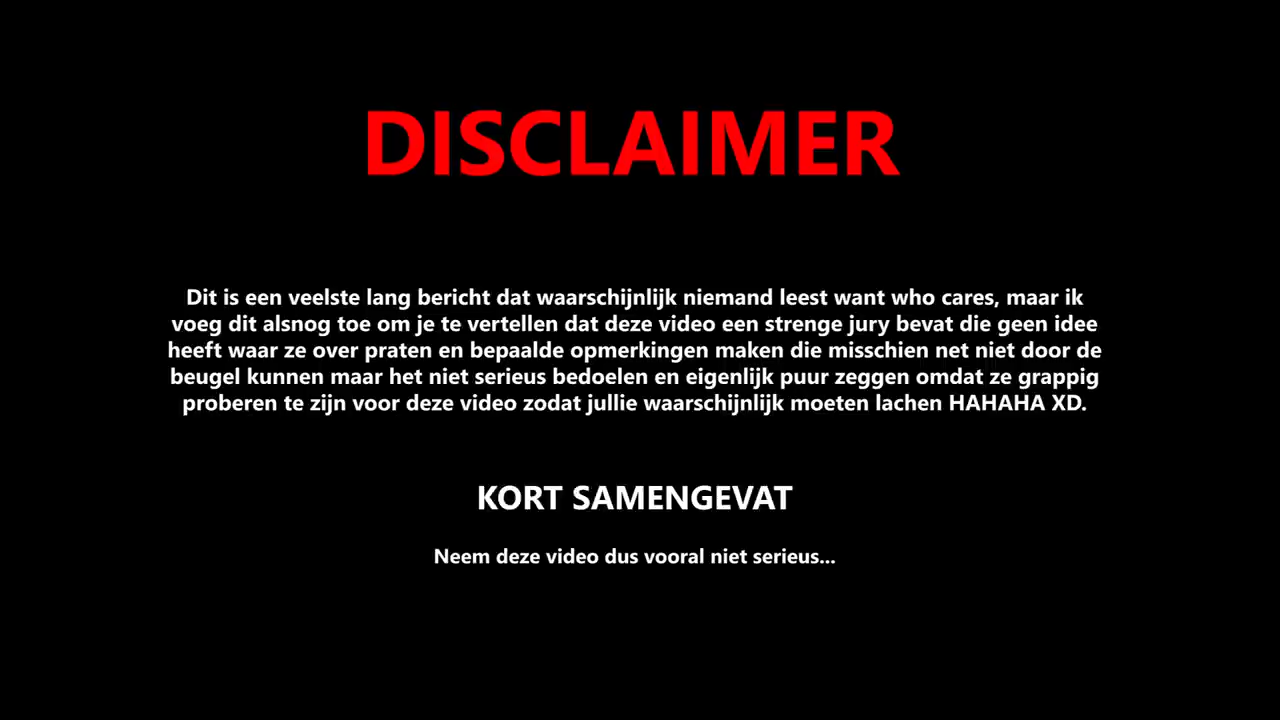 DISCLAIMER
Dit is een veelste lang bericht dat waarschijnlijk niemand leest want who cares, maar ik
voeg dit alsnog toe om je te vertellen dat deze video een strenge jury bevat die geen idee
heeft waar ze over praten en bepaalde opmerkingen maken die misschien net niet door de
beugel kunnen maar het niet serieus bedoelen en eigenlijk puur zeggen omdat ze grappig
proberen te zijn voor deze video zodat jullie waarschijnlijk moeten lachen HAHAHA XD.
KORT SAMENGEVAT
Neem deze video dus vooral niet serieus...